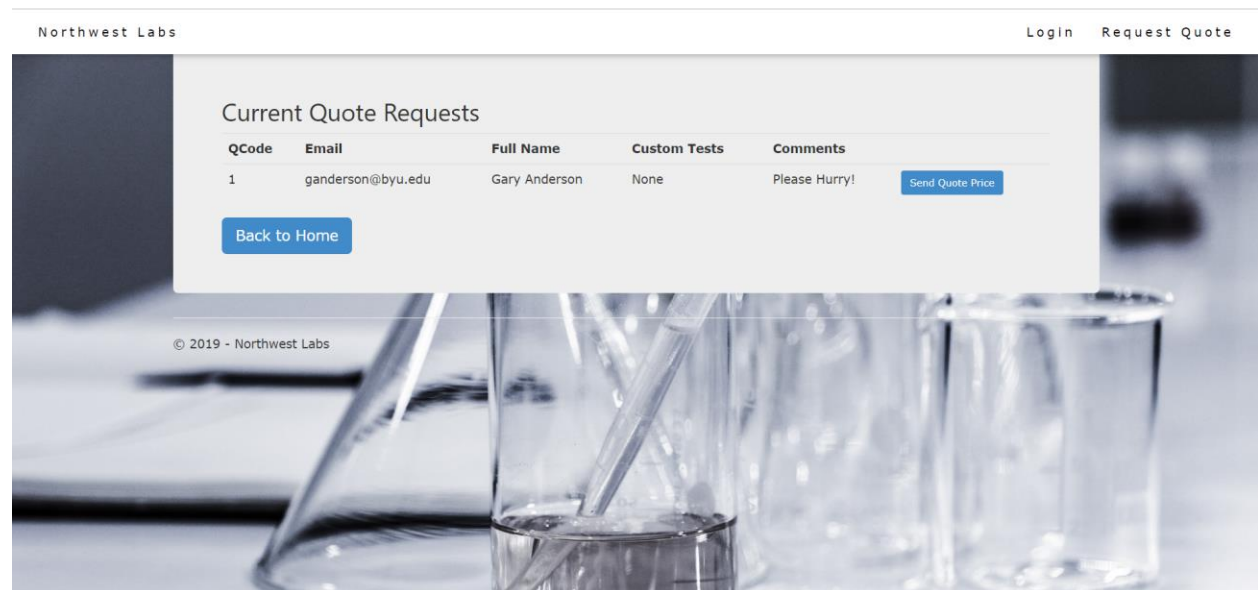 Northwest Labs Login Request Quote
Current Quote Requests
QCode Email Full Name Custom Tests Comments
1 ganderson@byu.edu Gary Anderson None Please Hurry! Send Quote Price
Back to Home
© 2019 - Northwest Labs